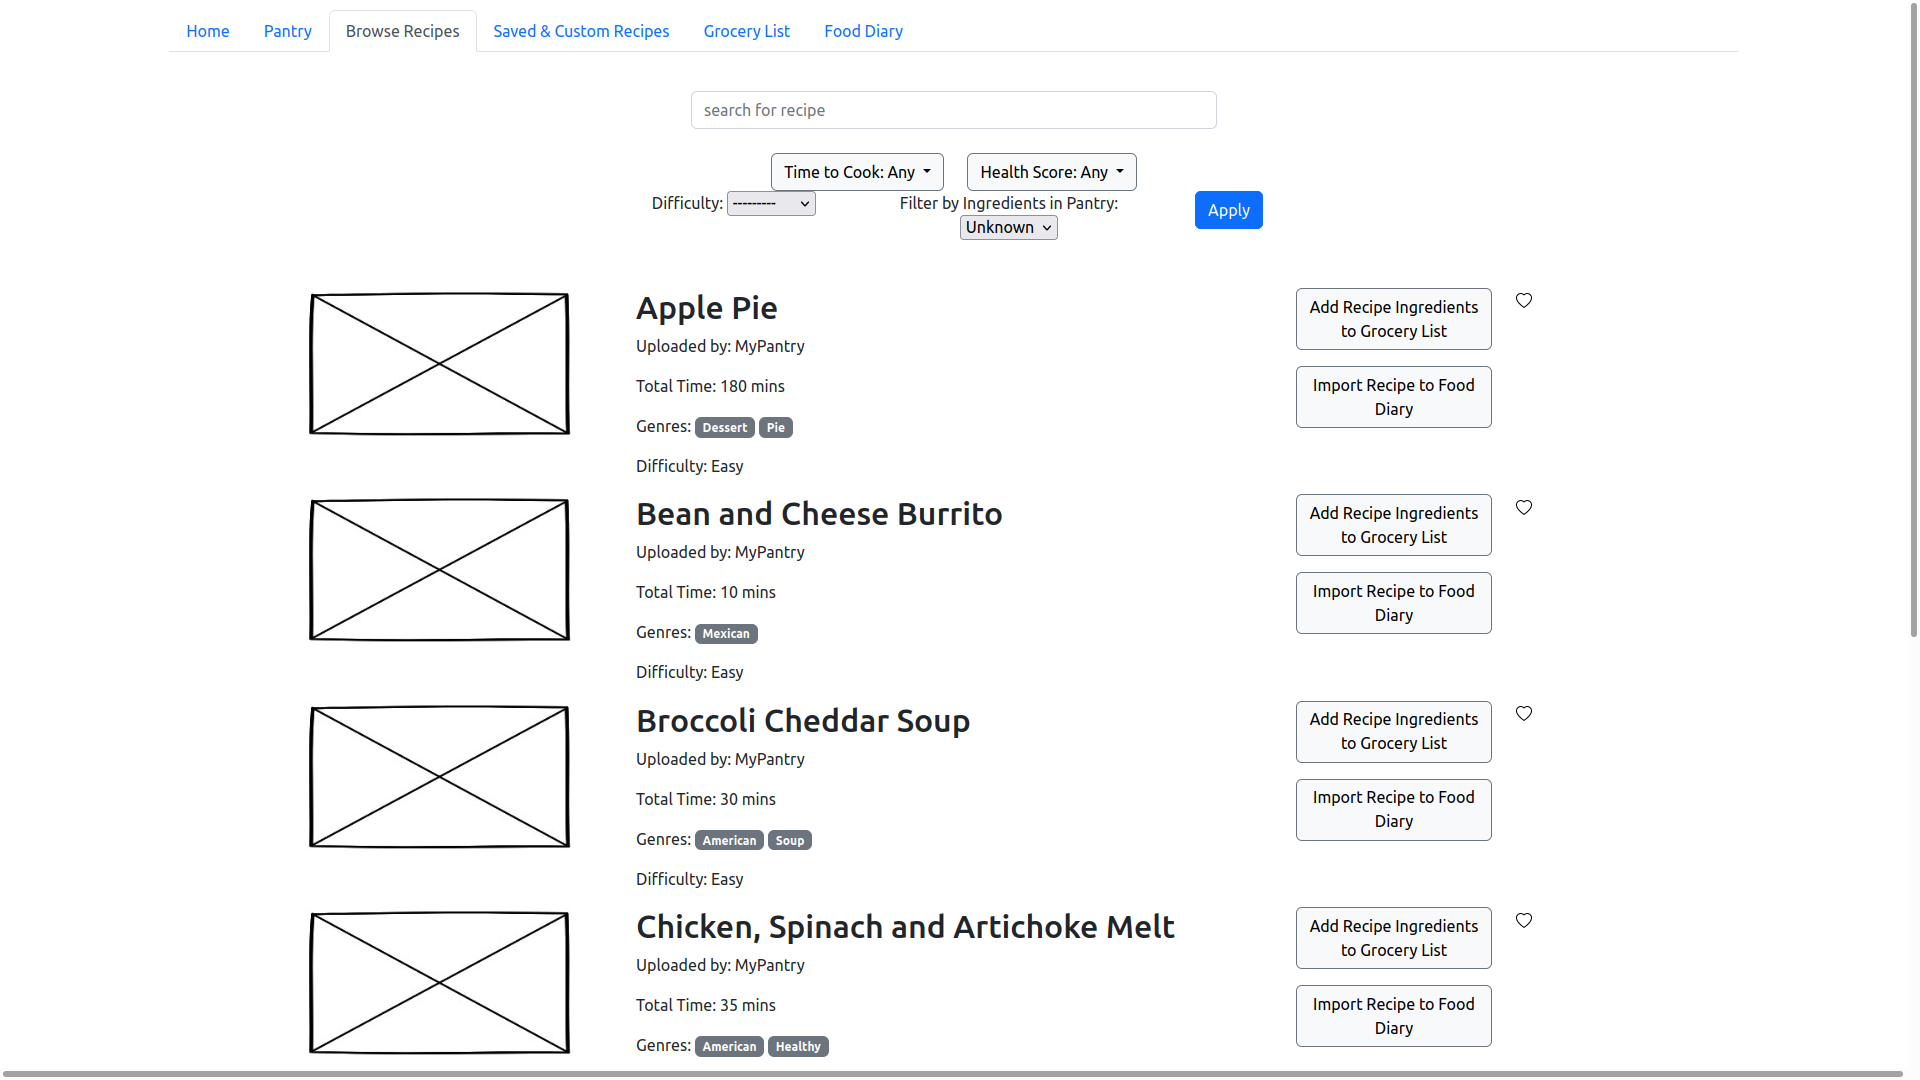 Home Pantry Browse Recipes Saved & Custom Recipes Grocery List Food Diary
search for recipe
Time to Cook: Any Health Score: Any
Difficulty: --------- Filter by Ingredients in Pantry:
Unknown
Apply
Apple Pie
Uploaded by: MyPantry
Total Time: 180 mins
Genres: Dessert Pie
Difficulty: Easy
Add Recipe Ingredients
to Grocery List
Import Recipe to Food
Diary
Bean and Cheese Burrito
Uploaded by: MyPantry
Total Time: 10 mins
Genres: Mexican
Difficulty: Easy
Add Recipe Ingredients
to Grocery List
Import Recipe to Food
Diary
Broccoli Cheddar Soup
Uploaded by: MyPantry
Total Time: 30 mins
Genres: American Soup
Difficulty: Easy
Add Recipe Ingredients
to Grocery List
Import Recipe to Food
Diary
Chicken, Spinach and Artichoke Melt
Uploaded by: MyPantry
Total Time: 35 mins
Genres: American Healthy
Add Recipe Ingredients
to Grocery List
Import Recipe to Food
Diary